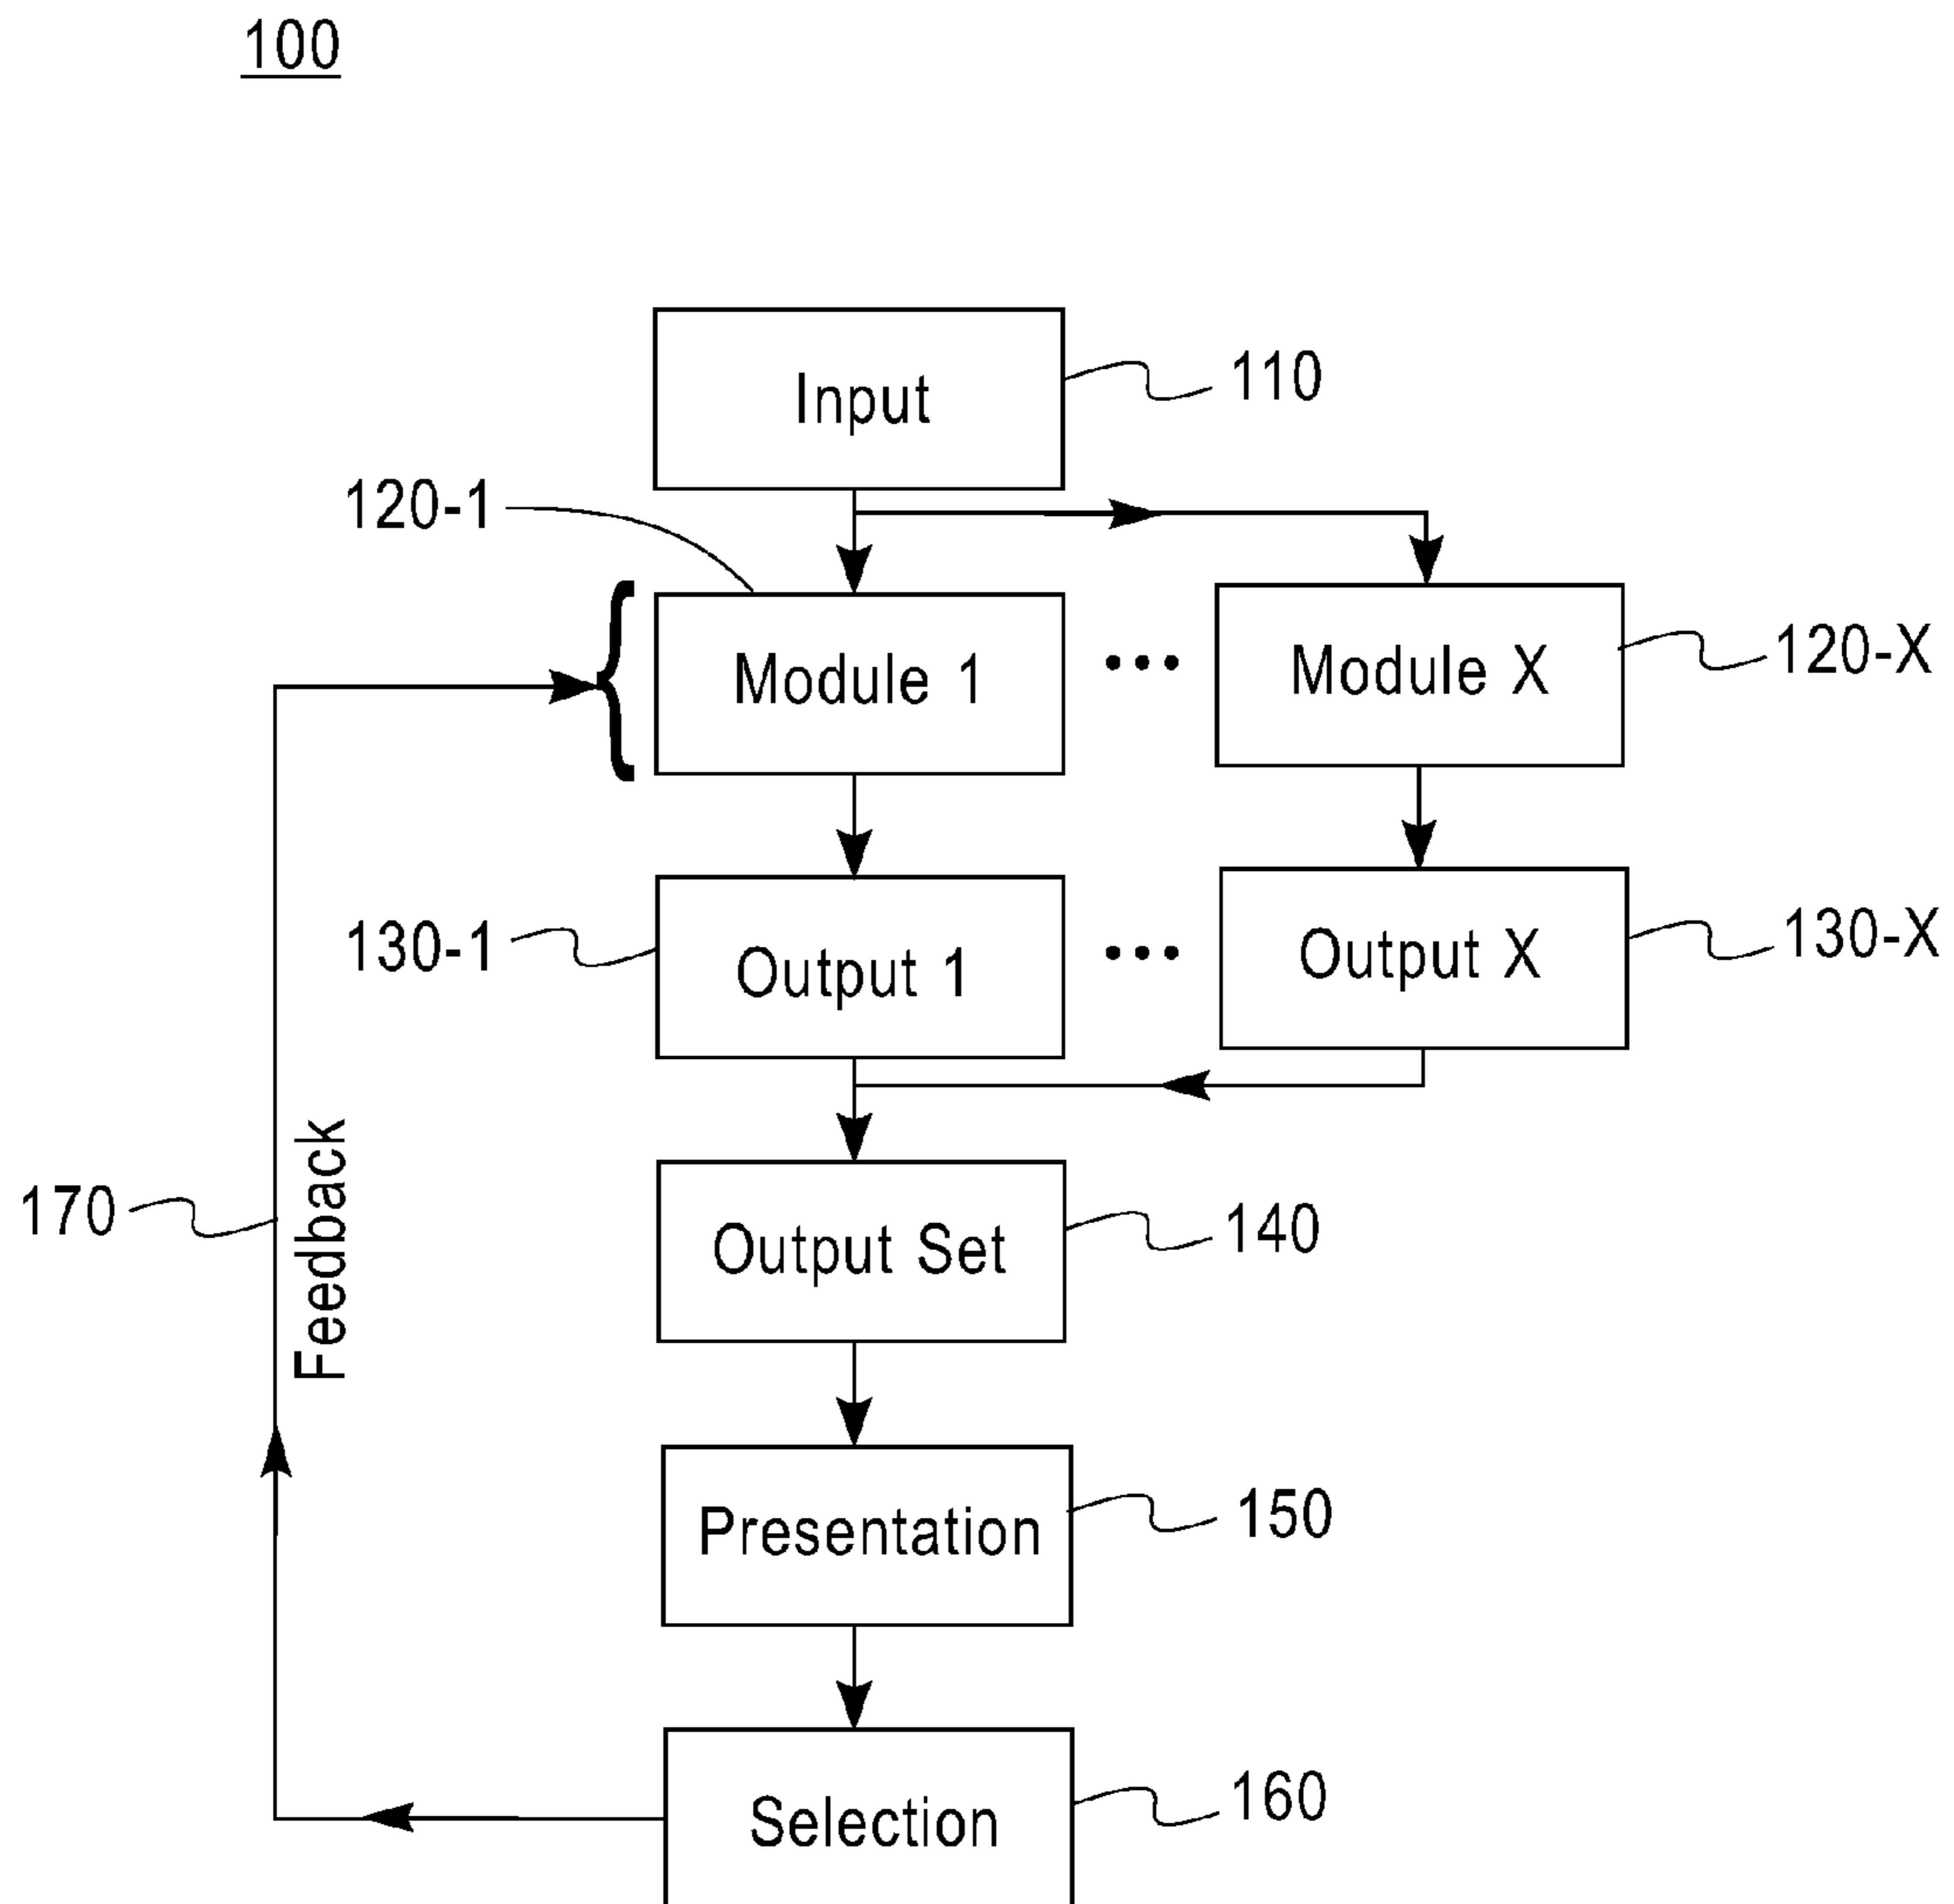 100
Input
110
120-1
Module 1
•••
Module X
120-X
130-1
Output 1
•••
Output X
130-X
170
Feedback
Output Set
140
Presentation
150
Selection
160